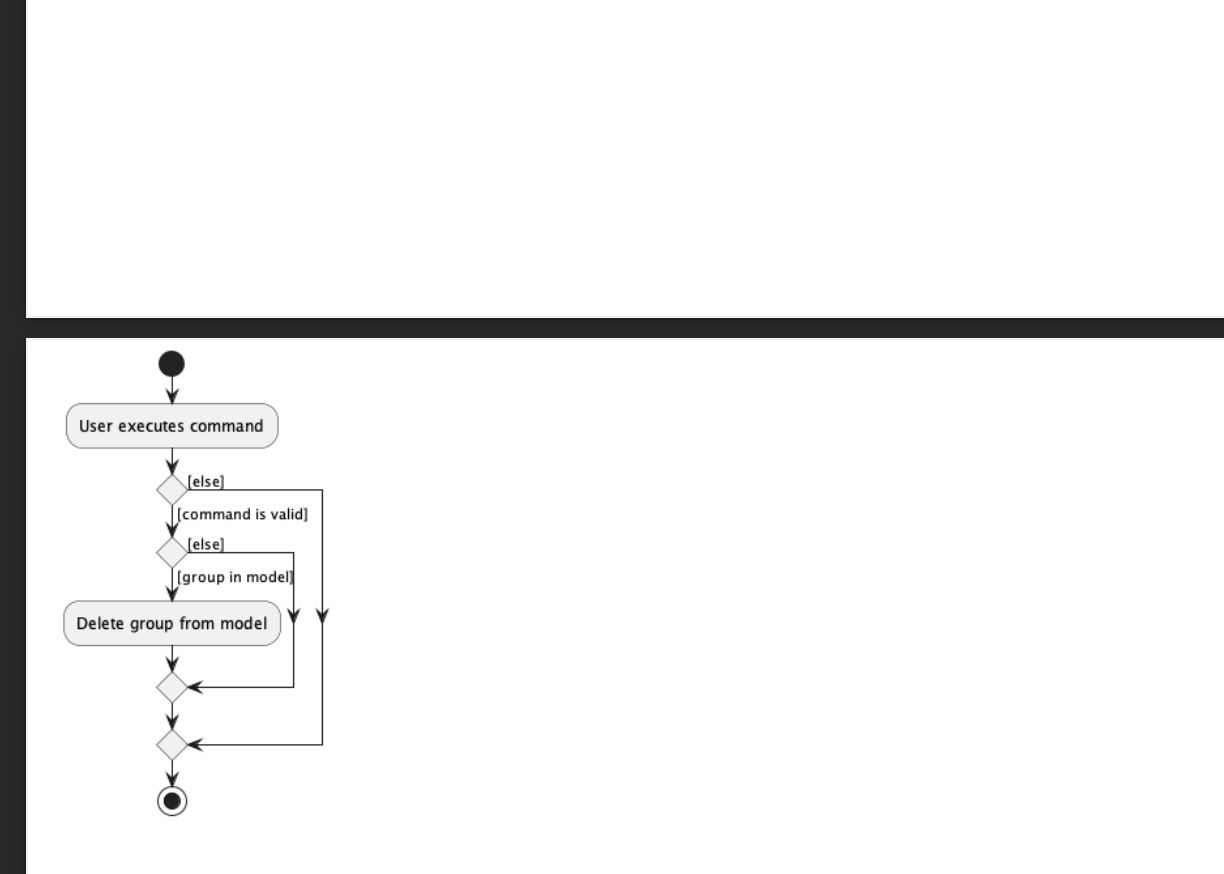 User executes command
[else]
[command is valid]
[else]
[group in model]
Delete group from model